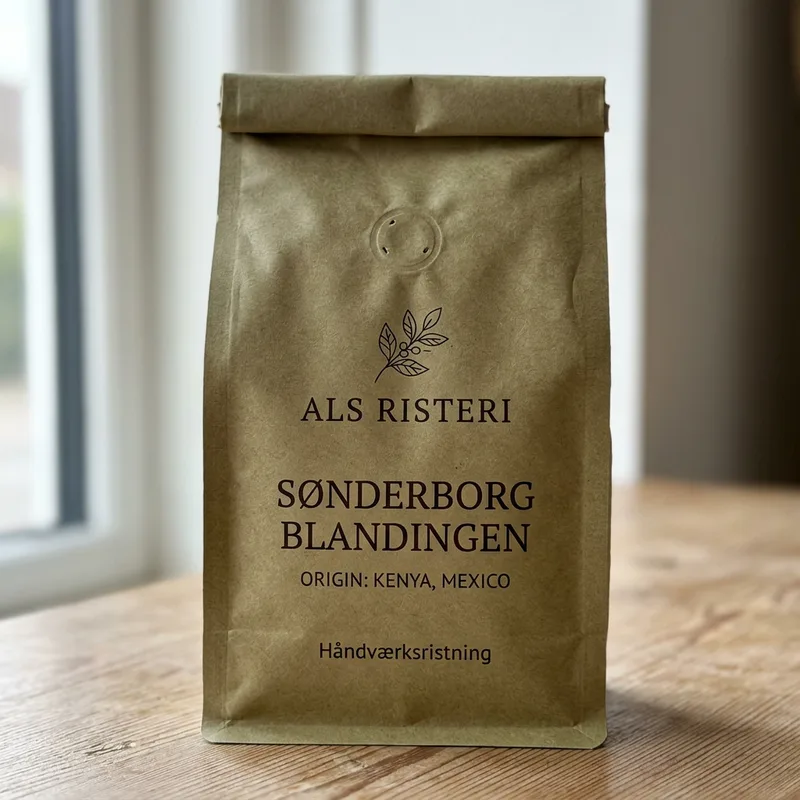 ALS RISTERI
SØNDERBORG
BLANDINGEN
ORIGIN: KENYA, MEXICO
Håndværksristning